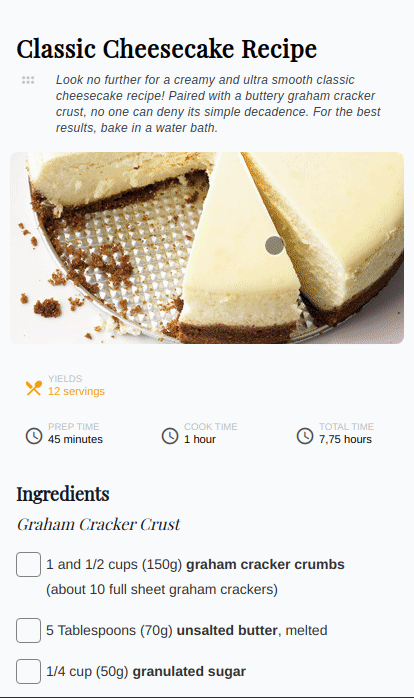 Classic Cheesecake Recipe
Look no further for a creamy and ultra smooth classic
cheesecake recipe! Paired with a buttery graham cracker
crust, no one can deny its simple decadence. For the best
results, bake in a water bath.
YIELDS
12 servings
PREP TIME
45 minutes
COOK TIME
1 hour
TOTAL TIME
7,75 hours
Ingredients
Graham Cracker Crust
1 and 1/2 cups (150g) graham cracker crumbs
(about 10 full sheet graham crackers)
5 Tablespoons (70g) unsalted butter, melted
1/4 cup (50g) granulated sugar